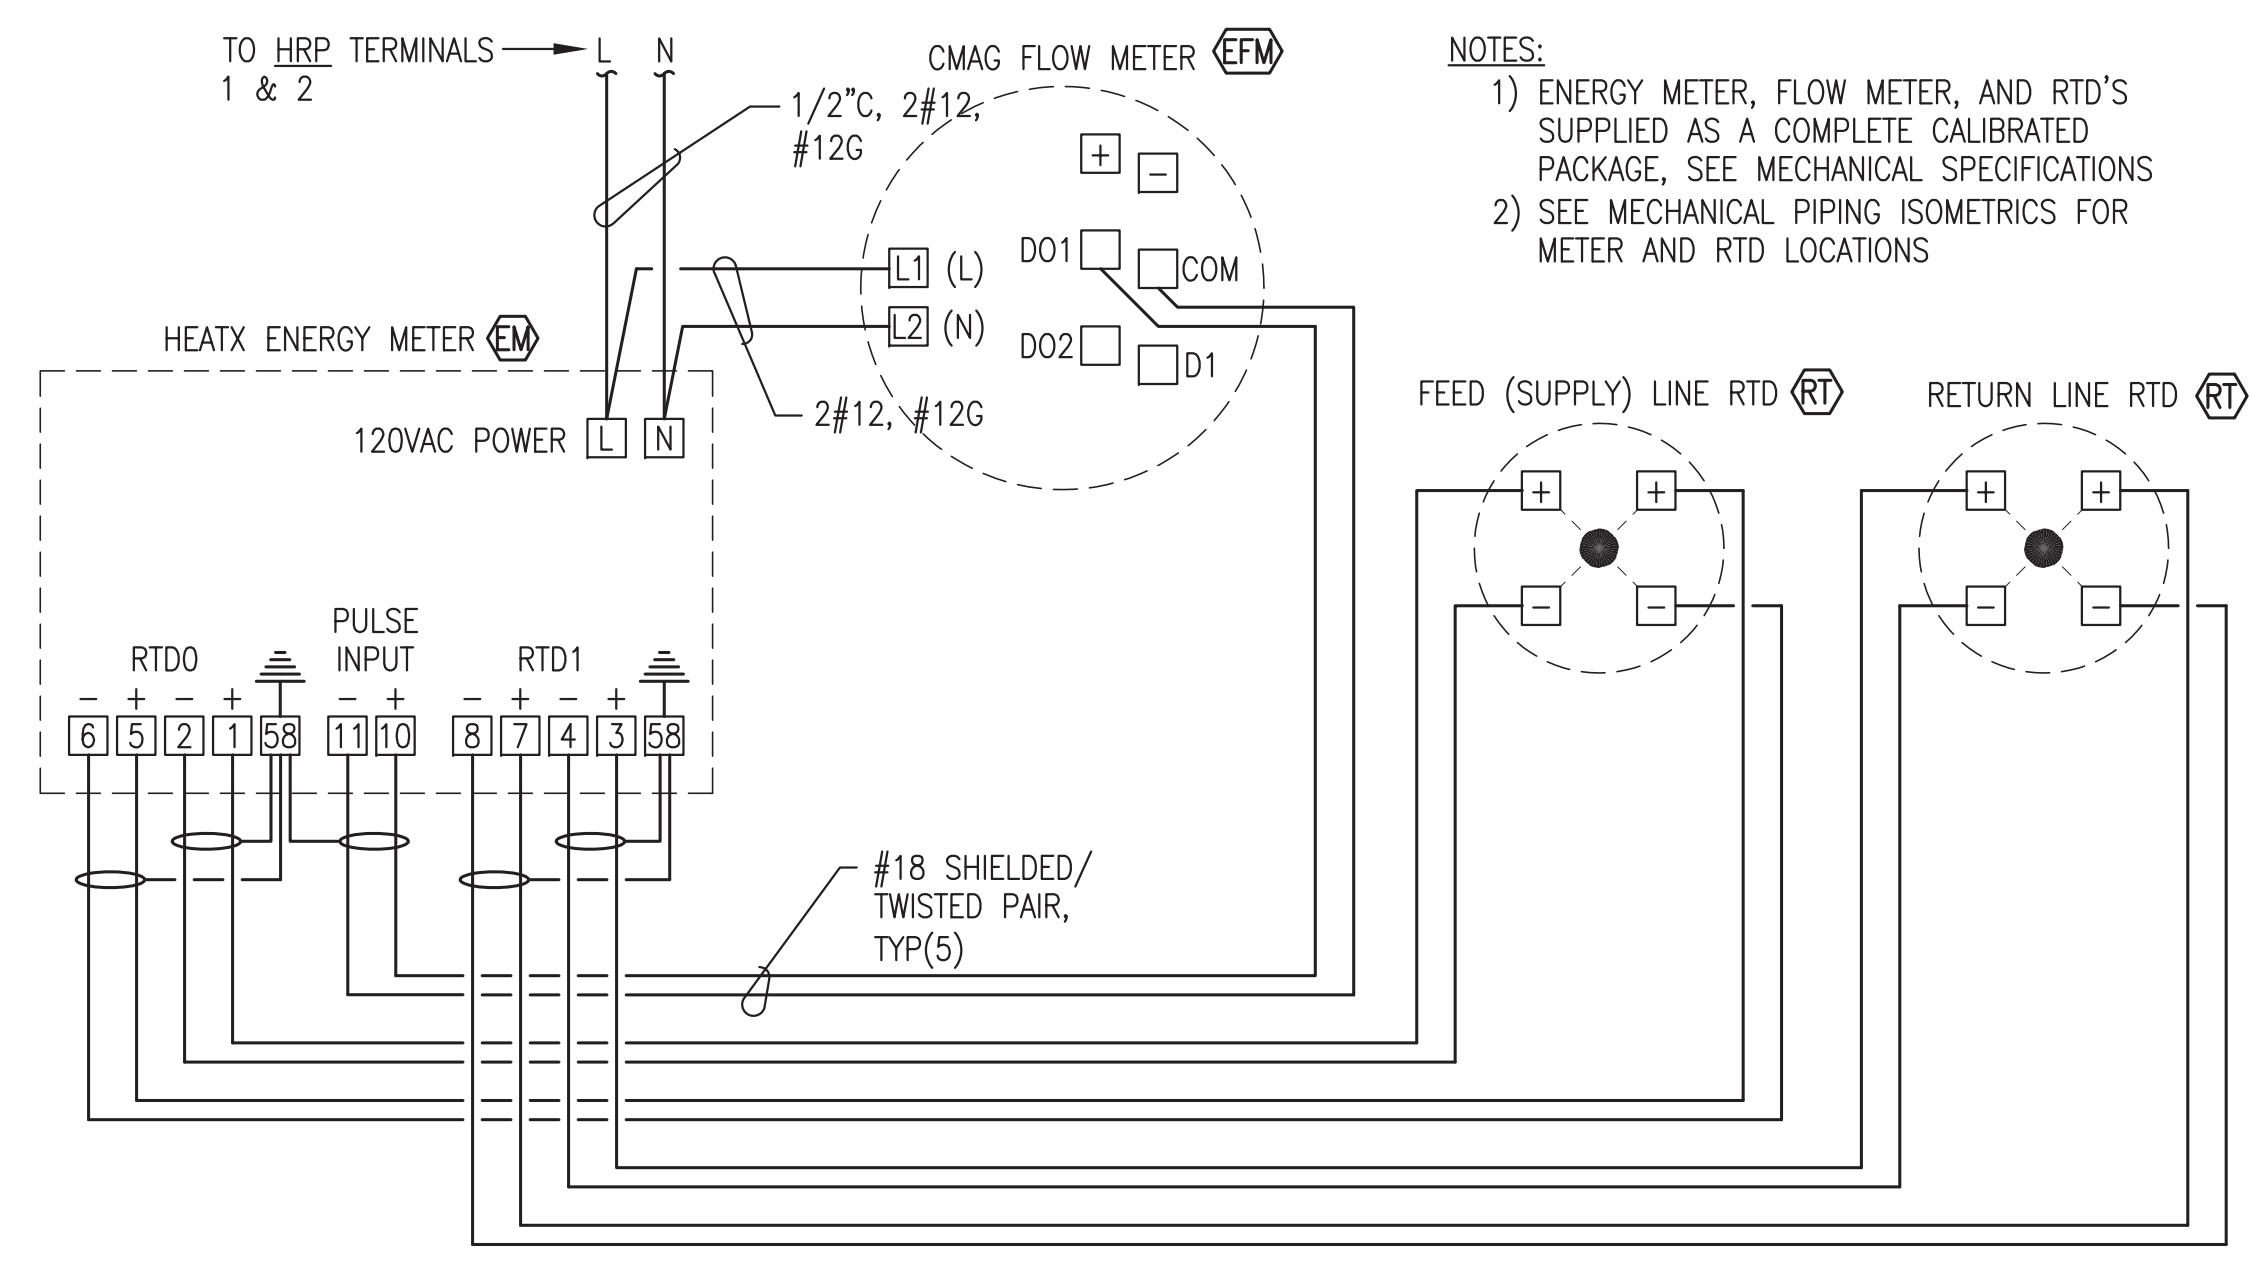 TO HRP TERMINALS
1 & 2
L N
CMAG FLOW METER EFM
NOTES:
1) ENERGY METER, FLOW METER, AND RTD'S
SUPPLIED AS A COMPLETE CALIBRATED
PACKAGE, SEE MECHANICAL SPECIFICATIONS
2) SEE MECHANICAL PIPING ISOMETRICS FOR
METER AND RTD LOCATIONS
1/2"C, 2#12,
#12G
+
−
DO1
COM
L1 (L)
L2 (N)
DO2
D1
HEATX ENERGY METER EM
2#12, #12G
120VAC POWER L N
FEED (SUPPLY) LINE RTD RT
RETURN LINE RTD RT
+ + + +
− − − −
PULSE
RTD0 INPUT RTD1
− + − + − + − + − +
6 5 2 1 58 11 10 8 7 4 3 58
#18 SHIELDED/
TWISTED PAIR,
TYP(5)